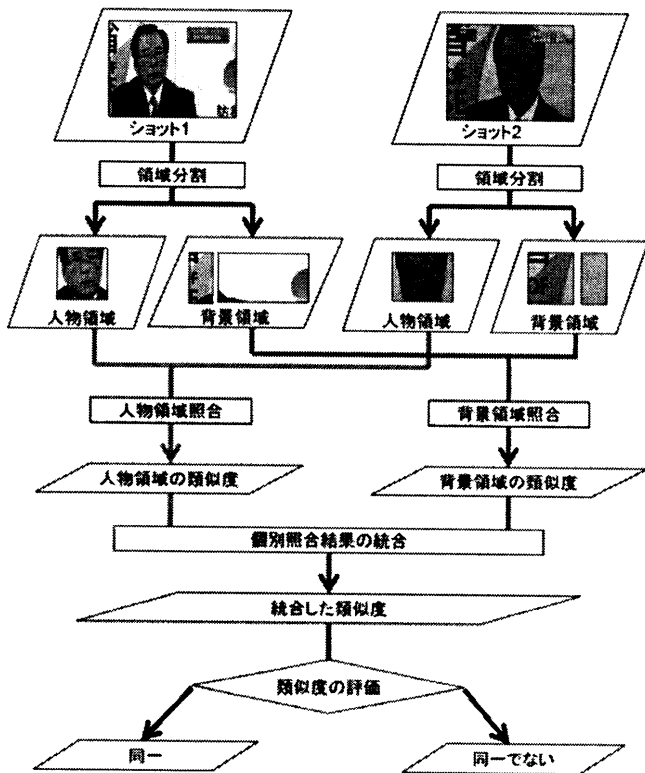 ショット1
ショット2
領域分割
領域分割
人物領域
背景領域
人物領域
背景領域
人物領域照合
背景領域照合
人物領域の類似度
背景領域の類似度
個別照合結果の統合
統合した類似度
類似度の評価
同一
同一でない